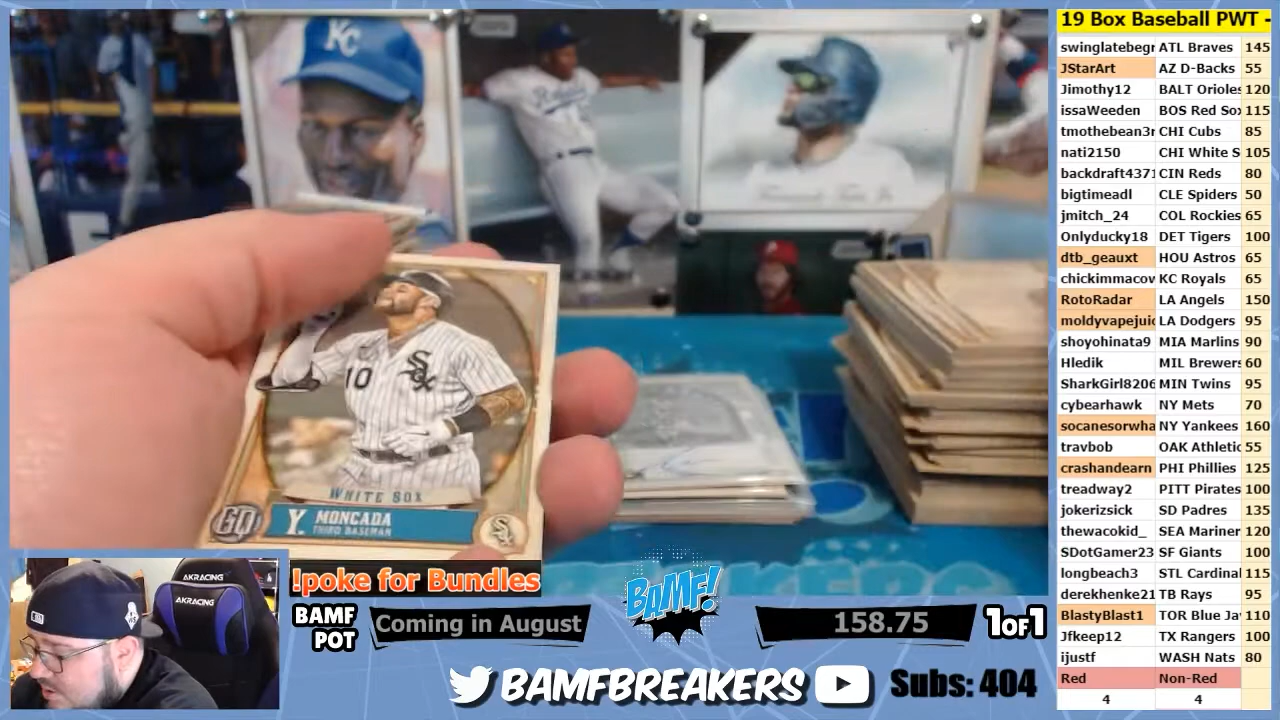 KC
Royals
WHITE SOX
10
GQ
Y. MONCADA
THIRD BASEMAN
19 Box Baseball PWT -
swinglatebegr ATL Braves 145
JStarArt AZ D-Backs 55
Jimothy12 BALT Orioles 120
issaWeeden BOS Red Sox 115
tmothebean3r CHI Cubs 85
nati2150 CHI White S 105
backdraft4371 CIN Reds 80
bigtimeadl CLE Spiders 50
jmitch_24 COL Rockies 65
Onlyducky18 DET Tigers 100
dtb_geauxt HOU Astros 65
chickimmacov KC Royals 65
RotoRadar LA Angels 150
moldyvapejuic LA Dodgers 95
shoyohinata9 MIA Marlins 90
Hledik MIL Brewers 60
SharkGirl8206 MIN Twins 95
cybearhawk NY Mets 70
socanesorwha NY Yankees 160
travbob OAK Athletic 55
crashandearn PHI Phillies 125
treadway2 PITT Pirates 100
jokerizsick SD Padres 135
thewacokid_ SEA Mariner 120
SDotGamer23 SF Giants 100
longbeach3 STL Cardinal 115
derekhenke21 TB Rays 95
BlastyBlast1 TOR Blue Ja 110
Jfkeep12 TX Rangers 100
ijustf WASH Nats 80
Red Non-Red
4 4
AKRACING
AKRACING
!poke for Bundles
BAMF POT
Coming in August
BAMF!
158.75
1OF1
BAMFBREAKERS
Subs: 404